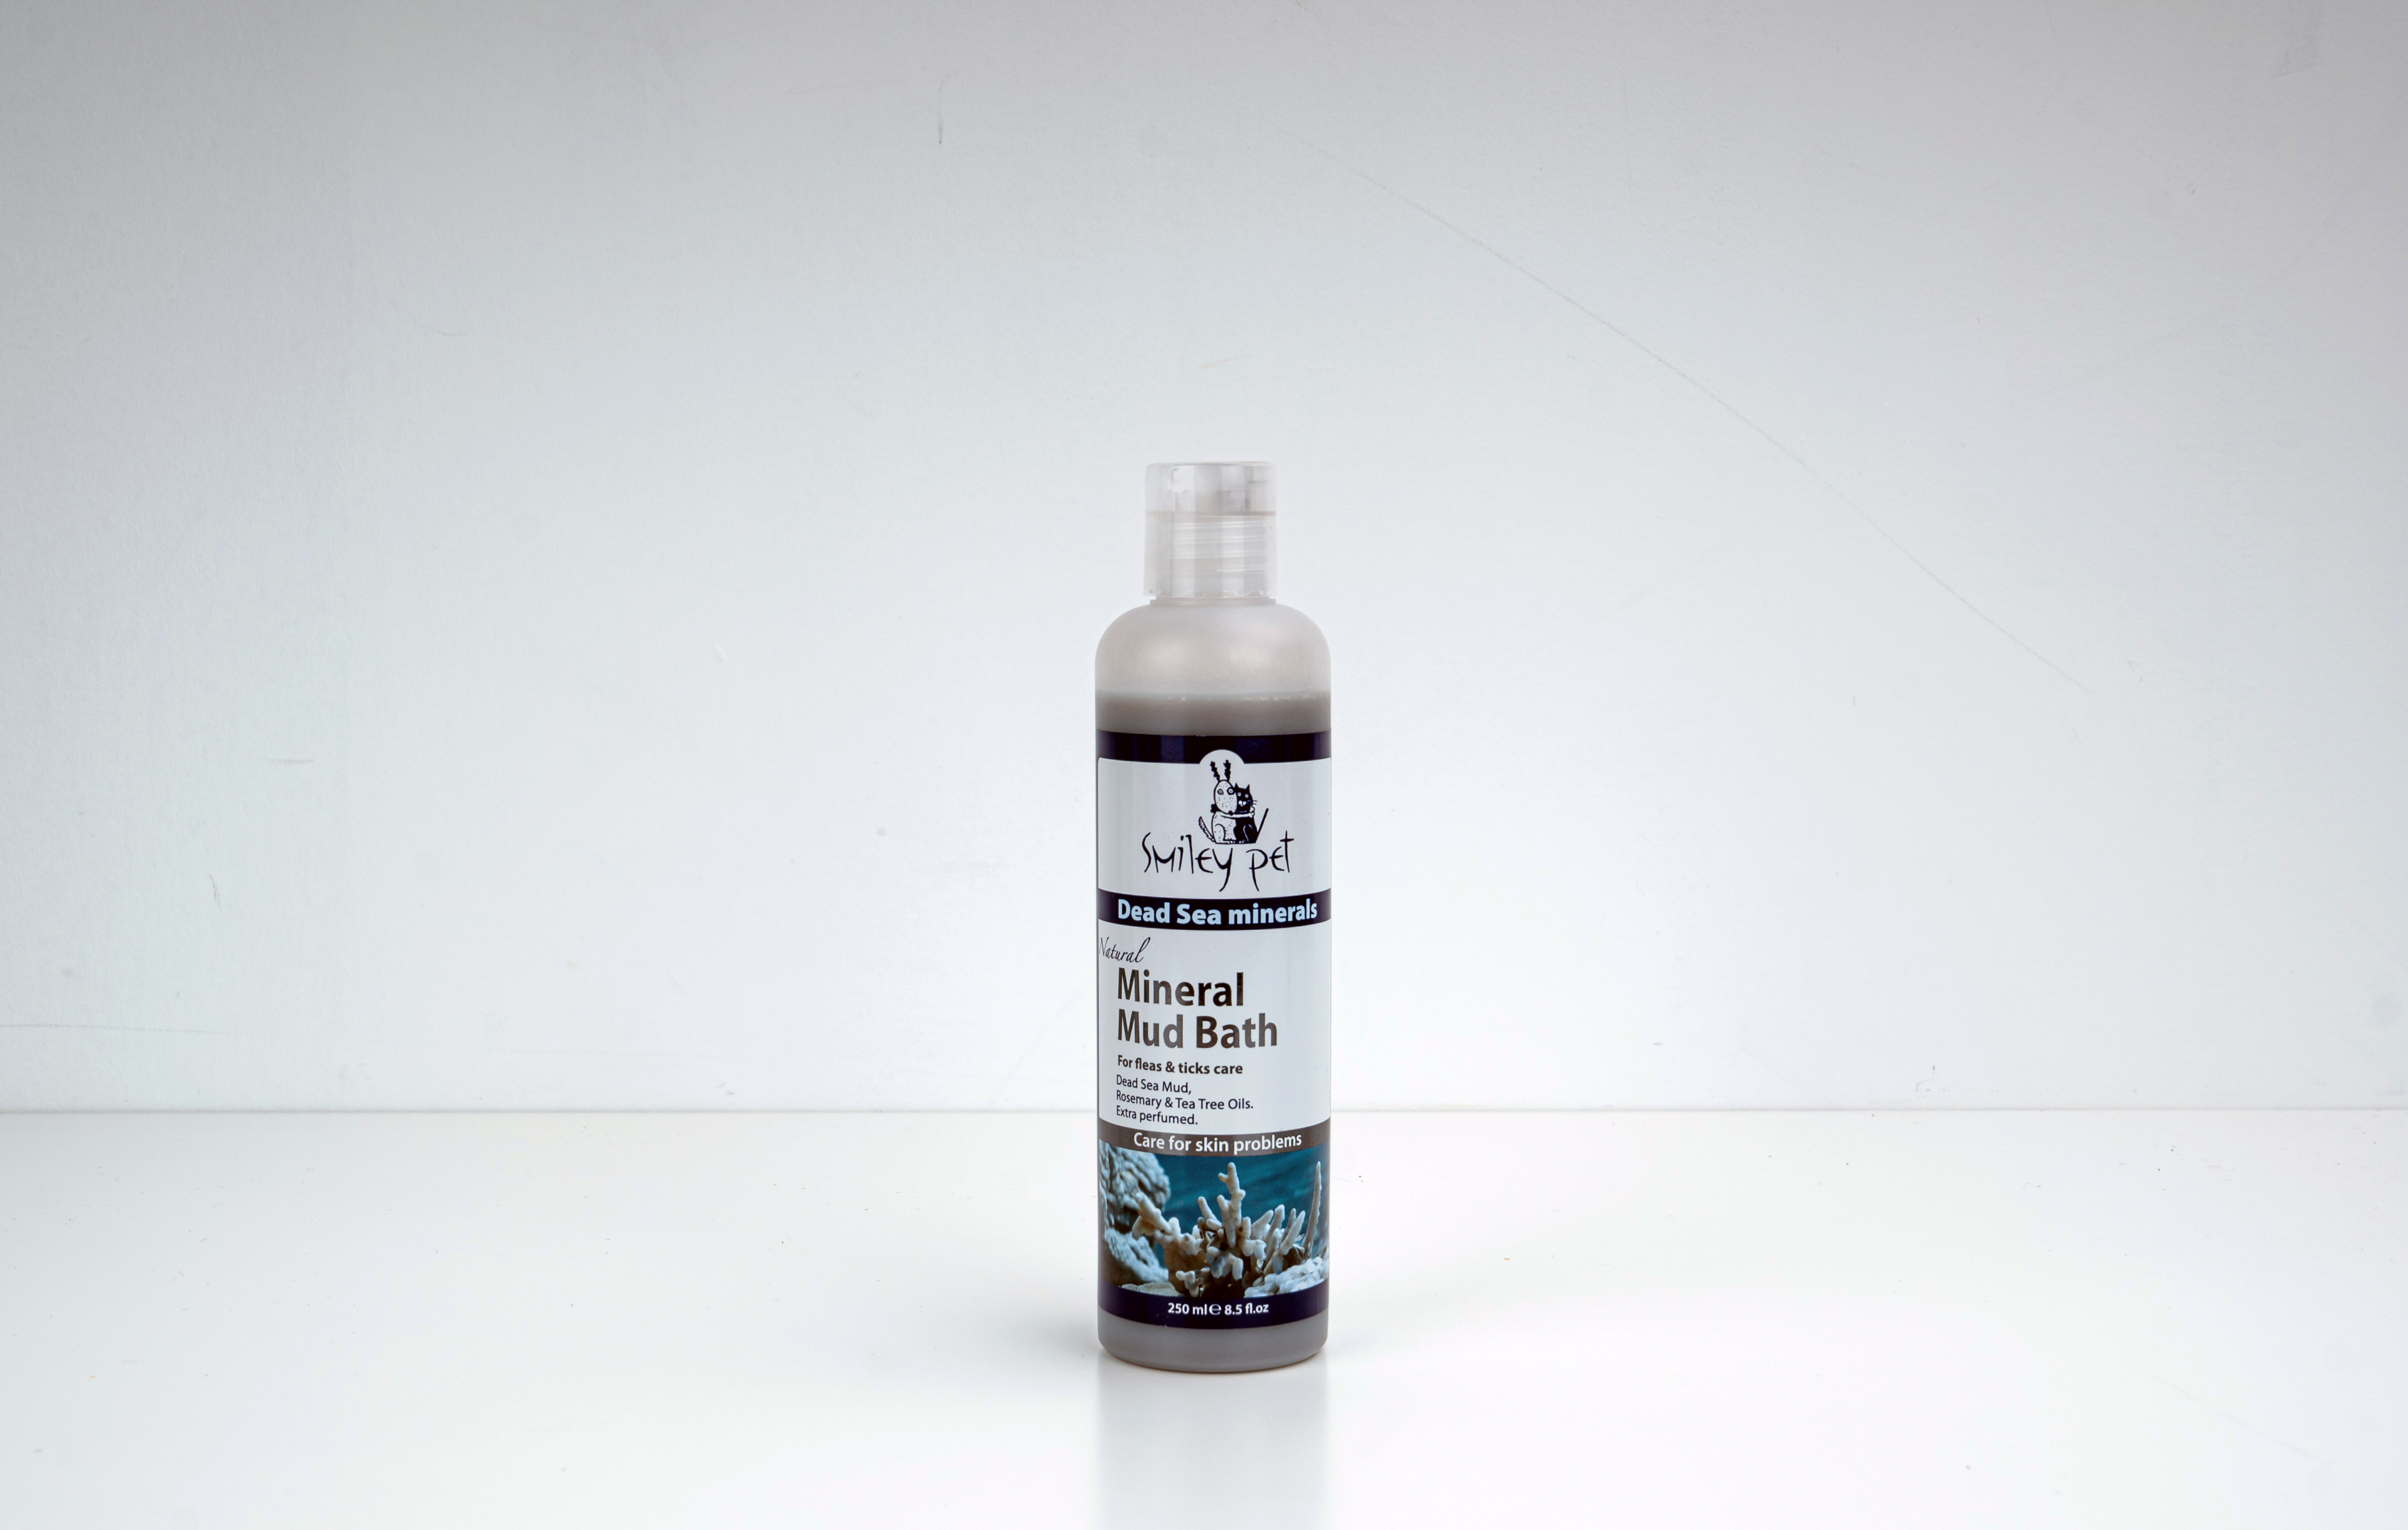 Smiley pet
Dead Sea minerals
Natural
Mineral
Mud Bath
For fleas & ticks care
Dead Sea Mud,
Rosemary & Tea Tree Oils.
Extra perfumed.
Care for skin problems
250 ml ℮ 8.5 fl.oz